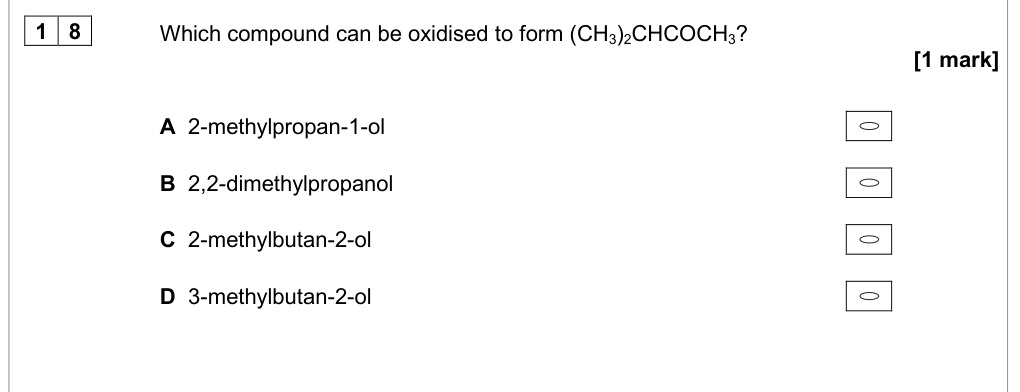 1 8 Which compound can be oxidised to form (CH₃)₂CHCOCH₃?
[1 mark]
A 2-methylpropan-1-ol
B 2,2-dimethylpropanol
C 2-methylbutan-2-ol
D 3-methylbutan-2-ol